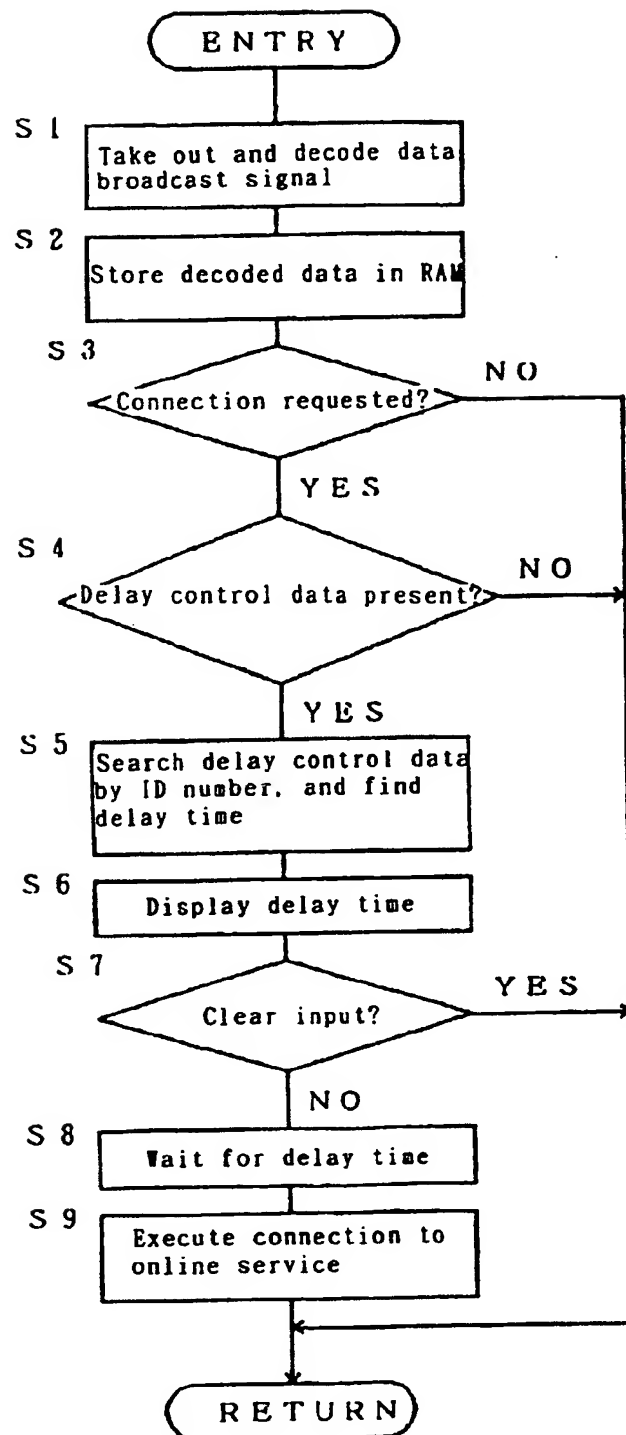 ENTRY
S 1
Take out and decode data
broadcast signal
S 2
Store decoded data in RAM
S 3
Connection requested?
NO
YES
S 4
Delay control data present?
NO
YES
S 5
Search delay control data
by ID number, and find
delay time
S 6
Display delay time
S 7
Clear input?
YES
NO
S 8
Wait for delay time
S 9
Execute connection to
online service
RETURN